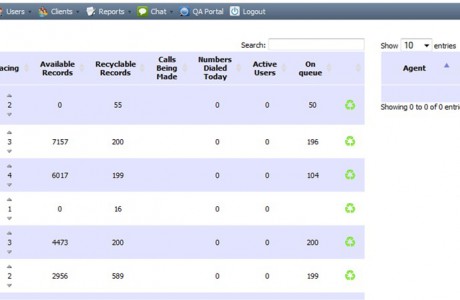 Users Clients Reports Chat QA Portal Logout
Search:
Show 10 entries
acing Available Records Recyclable Records Calls Being Made Numbers Dialed Today Active Users On queue
Agent
2 0 55 0 0 50
Showing 0 to 0 of 0 entri
3 7157 200 0 0 196
4 6017 199 0 0 104
1 0 16 0 0
3 4473 200 0 0 200
2 2956 589 0 0 199